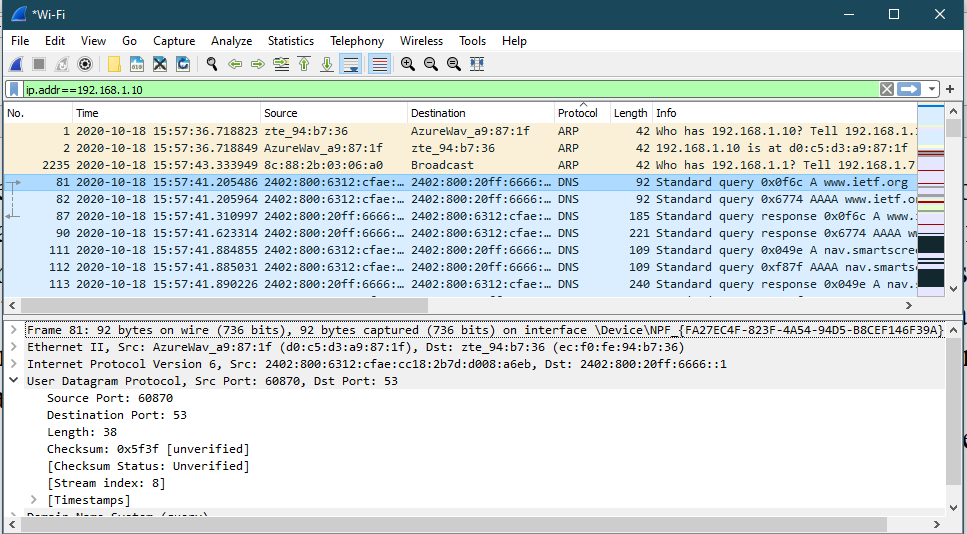 *Wi-Fi
File Edit View Go Capture Analyze Statistics Telephony Wireless Tools Help
ip.addr==192.168.1.10
No. Time Source Destination Protocol Length Info
1 2020-10-18 15:57:36.718823 zte_94:b7:36 AzureWav_a9:87:1f ARP 42 Who has 192.168.1.10? Tell 192.168.1.
2 2020-10-18 15:57:36.718849 AzureWav_a9:87:1f zte_94:b7:36 ARP 42 192.168.1.10 is at d0:c5:d3:a9:87:1f
2235 2020-10-18 15:57:43.333949 8c:88:2b:03:06:a0 Broadcast ARP 42 Who has 192.168.1.1? Tell 192.168.1.7
81 2020-10-18 15:57:41.205486 2402:800:6312:cfae:… 2402:800:20ff:6666:… DNS 92 Standard query 0x0f6c A www.ietf.org
82 2020-10-18 15:57:41.205964 2402:800:6312:cfae:… 2402:800:20ff:6666:… DNS 92 Standard query 0x6774 AAAA www.ietf.o
87 2020-10-18 15:57:41.310997 2402:800:20ff:6666:… 2402:800:6312:cfae:… DNS 185 Standard query response 0x0f6c A www.
90 2020-10-18 15:57:41.623314 2402:800:20ff:6666:… 2402:800:6312:cfae:… DNS 221 Standard query response 0x6774 AAAA w
111 2020-10-18 15:57:41.884855 2402:800:6312:cfae:… 2402:800:20ff:6666:… DNS 109 Standard query 0x049e A nav.smartscre
112 2020-10-18 15:57:41.885031 2402:800:6312:cfae:… 2402:800:20ff:6666:… DNS 109 Standard query 0xf87f AAAA nav.smarts
113 2020-10-18 15:57:41.890226 2402:800:20ff:6666:… 2402:800:6312:cfae:… DNS 240 Standard query response 0x049e A nav.
Frame 81: 92 bytes on wire (736 bits), 92 bytes captured (736 bits) on interface \Device\NPF_{FA27EC4F-823F-4A54-94D5-B8CEF146F39A}
Ethernet II, Src: AzureWav_a9:87:1f (d0:c5:d3:a9:87:1f), Dst: zte_94:b7:36 (ec:f0:fe:94:b7:36)
Internet Protocol Version 6, Src: 2402:800:6312:cfae:cc18:2b7d:d008:a6eb, Dst: 2402:800:20ff:6666::1
User Datagram Protocol, Src Port: 60870, Dst Port: 53
Source Port: 60870
Destination Port: 53
Length: 38
Checksum: 0x5f3f [unverified]
[Checksum Status: Unverified]
[Stream index: 8]
[Timestamps]
Domain Name System (query)